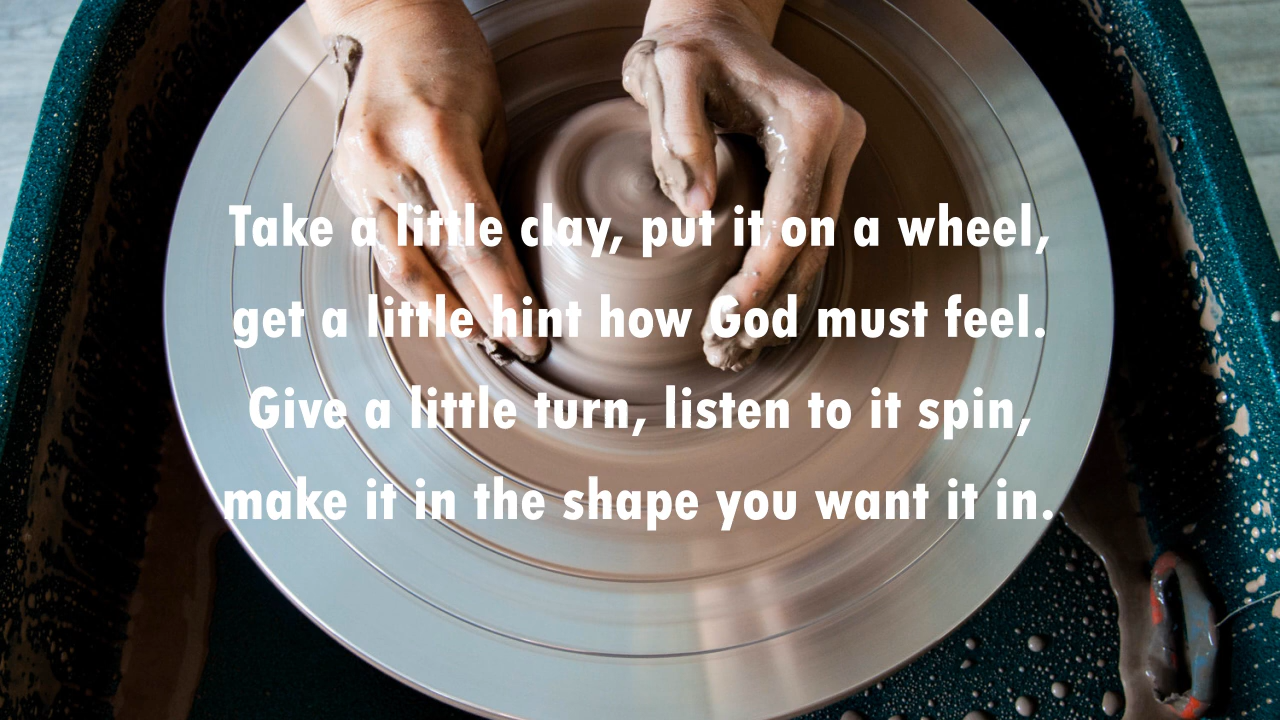 Take a little clay, put it on a wheel,
get a little hint how God must feel.
Give a little turn, listen to it spin,
make it in the shape you want it in.